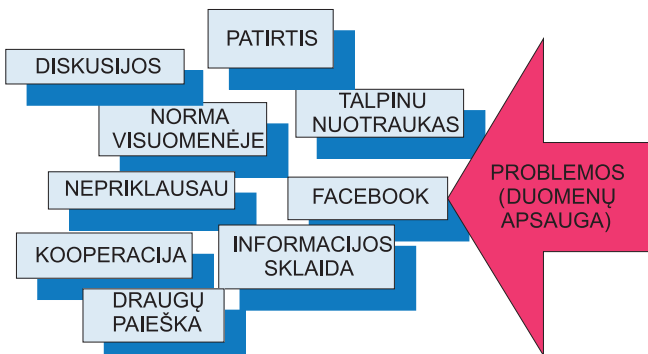 PATIRTIS
DISKUSIJOS
TALPINU
NUOTRAUKAS
NORMA
VISUOMENĖJE
NEPRIKLAUSAU
FACEBOOK
PROBLEMOS
(DUOMENŲ
APSAUGA)
KOOPERACIJA
INFORMACIJOS
SKLAIDA
DRAUGŲ
PAIEŠKA